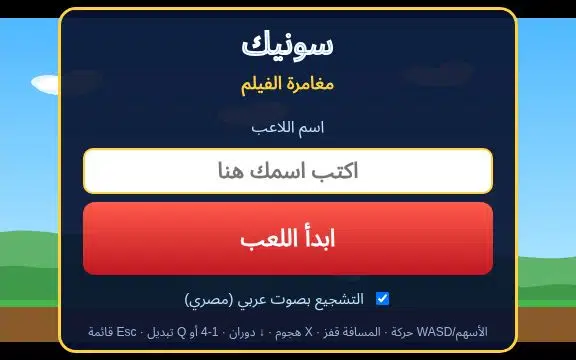 سونيك
مغامرة الفيلم
اسم اللاعب
اكتب اسمك هنا
ابدأ اللعب
التشجيع بصوت عربي (مصري)
الأسهم/WASD حركة · المسافة قفز · X هجوم · ↓ دوران · 1-4 أو Q تبديل · Esc قائمة